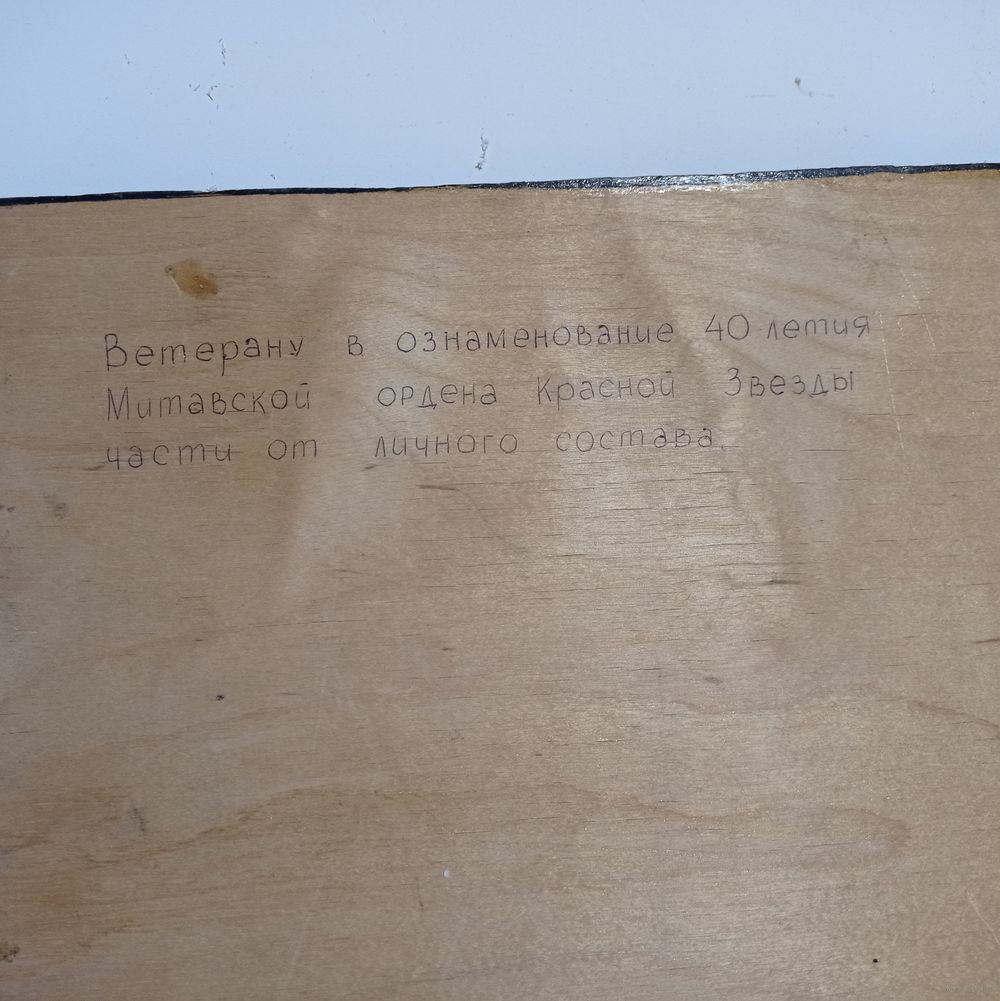 Ветерану в ознаменование 40 летия
Митавской ордена Красной Звезды
части от личного состава.